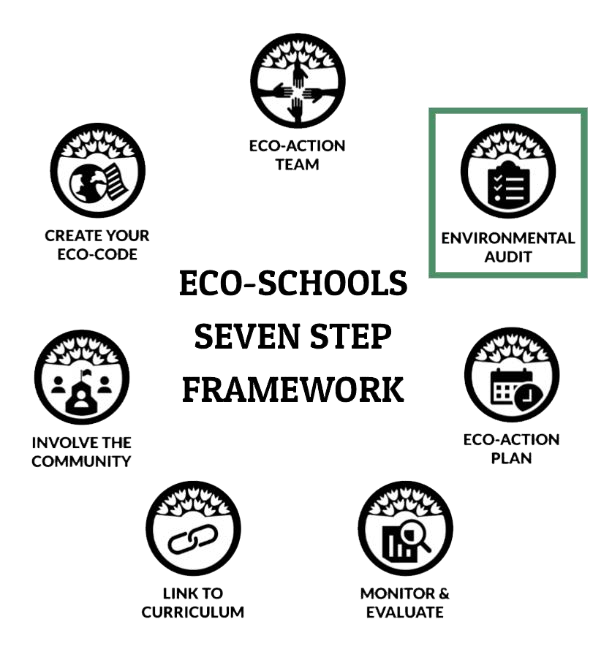 ECO-ACTION
TEAM
ENVIRONMENTAL
AUDIT
ECO-ACTION
PLAN
MONITOR &
EVALUATE
LINK TO
CURRICULUM
INVOLVE THE
COMMUNITY
CREATE YOUR
ECO-CODE
ECO-SCHOOLS
SEVEN STEP
FRAMEWORK